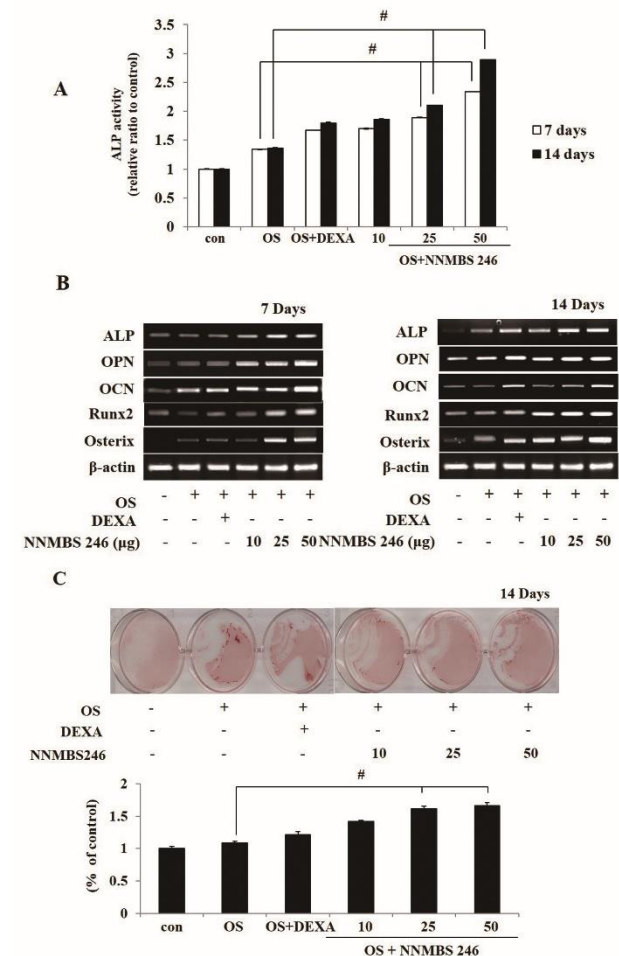 A
ALP activity
(relative ratio to control)
3.5
3
2.5
2
1.5
1
0.5
0
#
#
7 days
14 days
con OS OS+DEXA 10 25 50
OS+NNMBS 246
B
7 Days
ALP
OPN
OCN
Runx2
Osterix
β-actin
OS - + + + + +
DEXA - - + - - -
NNMBS 246 (μg) - - - 10 25 50
14 Days
ALP
OPN
OCN
Runx2
Osterix
β-actin
OS - + + + + +
DEXA - - + - - -
NNMBS 246 (μg) - - - 10 25 50
C
14 Days
OS - + + + + +
DEXA - - + - - -
NNMBS246 - - - 10 25 50
(% of control)
2
1.5
1
0.5
0
#
con OS OS+DEXA 10 25 50
OS + NNMBS 246